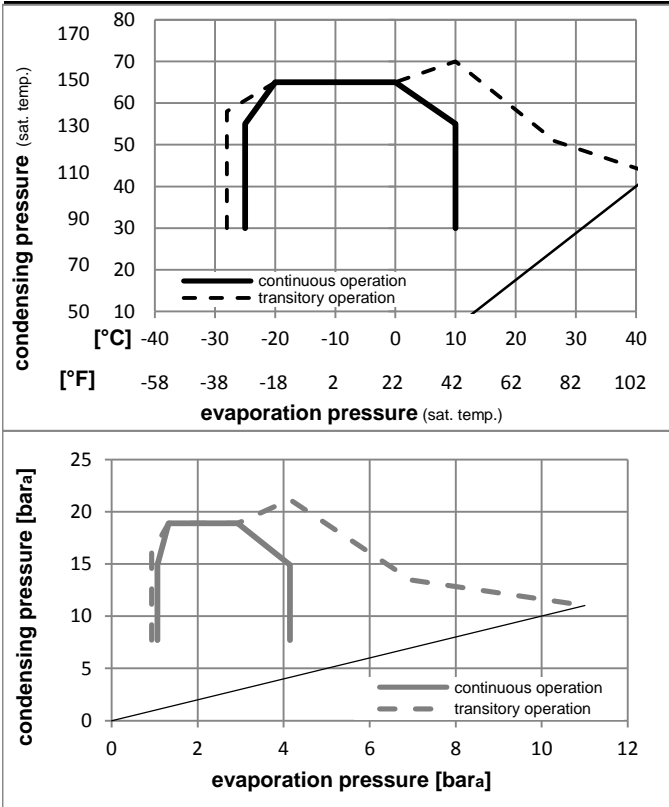 condensing pressure (sat. temp.)
170 80
70
150 60
130 50
110 40
90 30
70 20
50 10
continuous operation
transitory operation
[°C] -40 -30 -20 -10 0 10 20 30 40
[°F] -58 -38 -18 2 22 42 62 82 102
evaporation pressure (sat. temp.)
condensing pressure [bara]
25
20
15
10
5
0
continuous operation
transitory operation
0 2 4 6 8 10 12
evaporation pressure [bara]